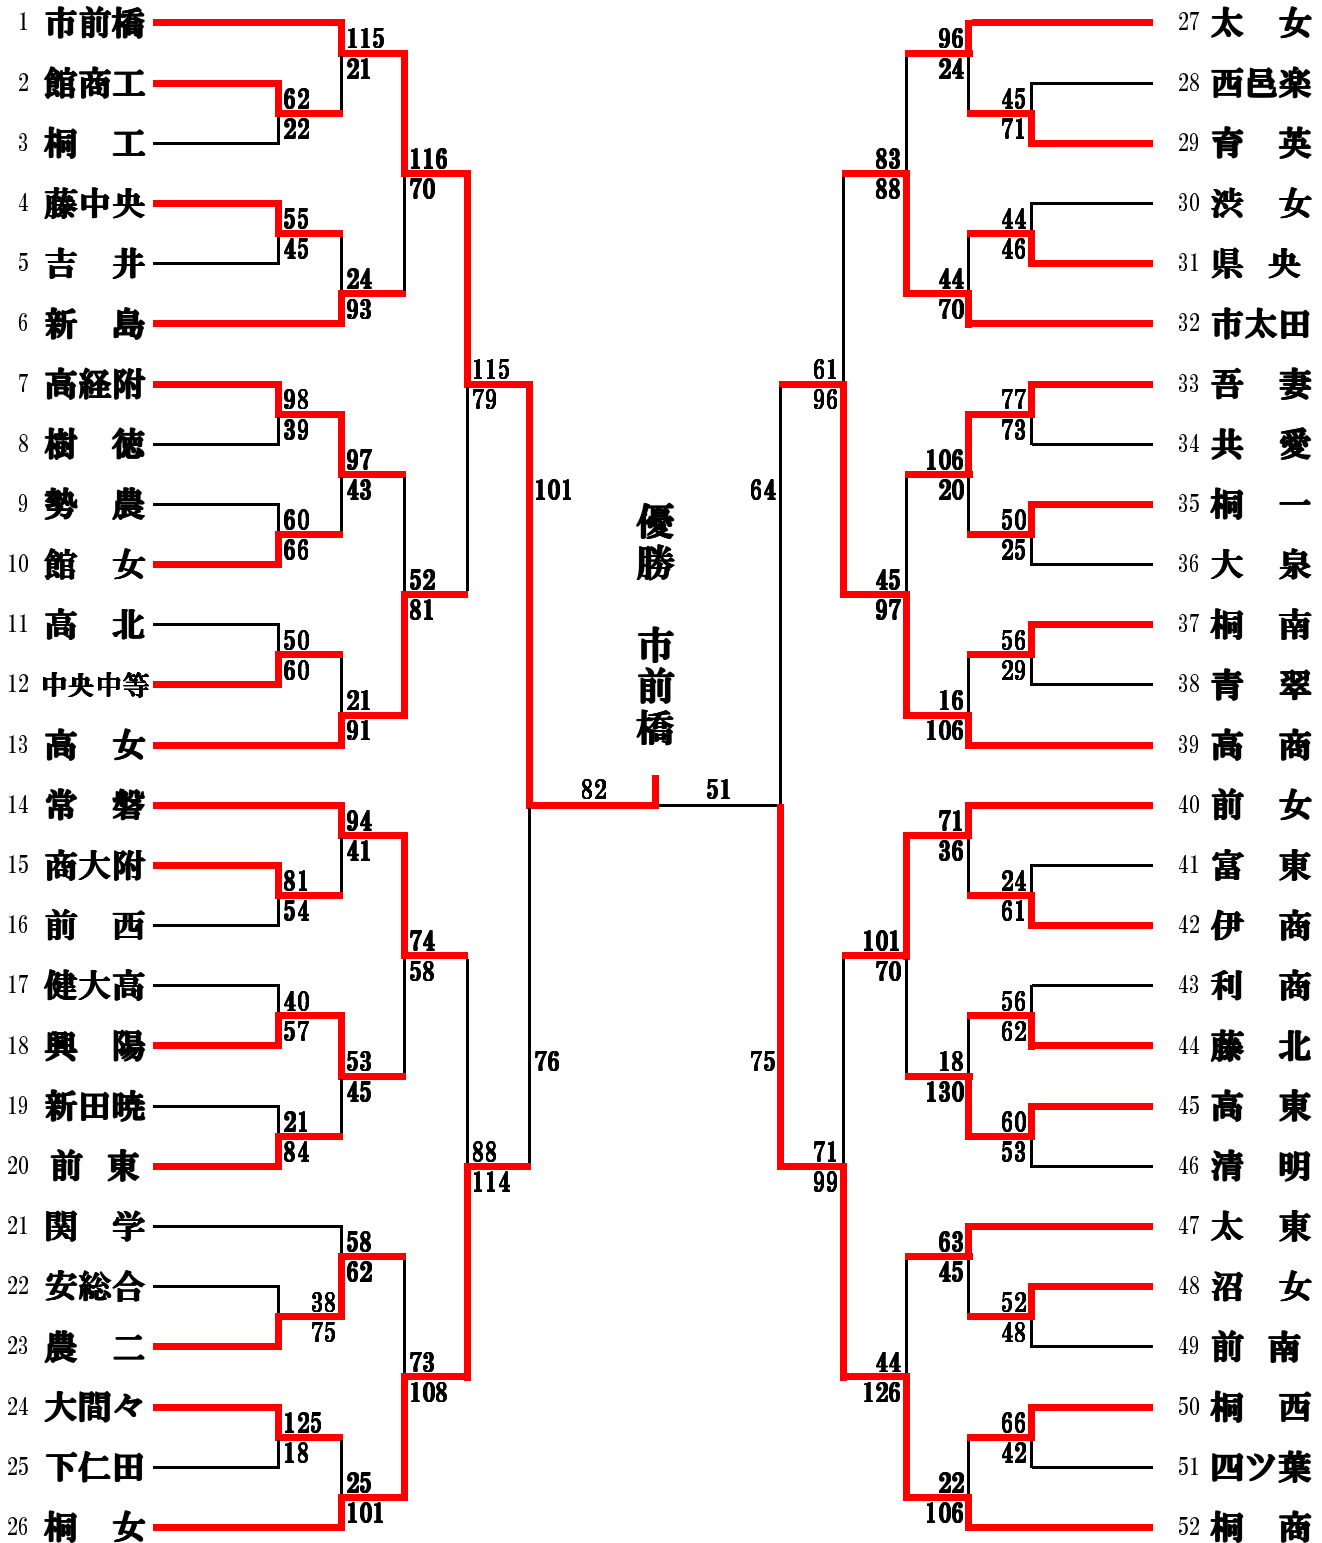 1 市前橋
115
21
2 館商工
62
22
3 桐 工
116
70
4 藤中央
55
45
5 吉 井
24
93
6 新 島
115
79
7 高経附
98
39
8 樹 徳
97
43
9 勢 農
60
66
10 館 女
52
81
11 高 北
50
60
12 中央中等
21
91
13 高 女
101
76
14 常 磐
94
41
15 商大附
81
54
16 前 西
74
58
17 健大高
40
57
18 興 陽
53
45
19 新田暁
21
84
20 前 東
88
114
21 関 学
58
62
22 安総合
38
75
23 農 二
73
108
24 大間々
125
18
25 下仁田
25
101
26 桐 女
優勝 市前橋
82 51
27 太 女
96
24
28 西邑楽
45
71
29 育 英
83
88
30 渋 女
44
46
31 県 央
44
70
32 市太田
61
96
33 吾 妻
77
73
34 共 愛
106
20
35 桐 一
50
25
36 大 泉
45
97
37 桐 南
56
29
38 青 翠
16
106
39 高 商
64
75
40 前 女
71
36
41 富 東
24
61
42 伊 商
101
70
43 利 商
56
62
44 藤 北
18
130
45 高 東
60
53
46 清 明
71
99
47 太 東
63
45
48 沼 女
52
48
49 前 南
44
126
50 桐 西
66
42
51 四ツ葉
22
106
52 桐 商